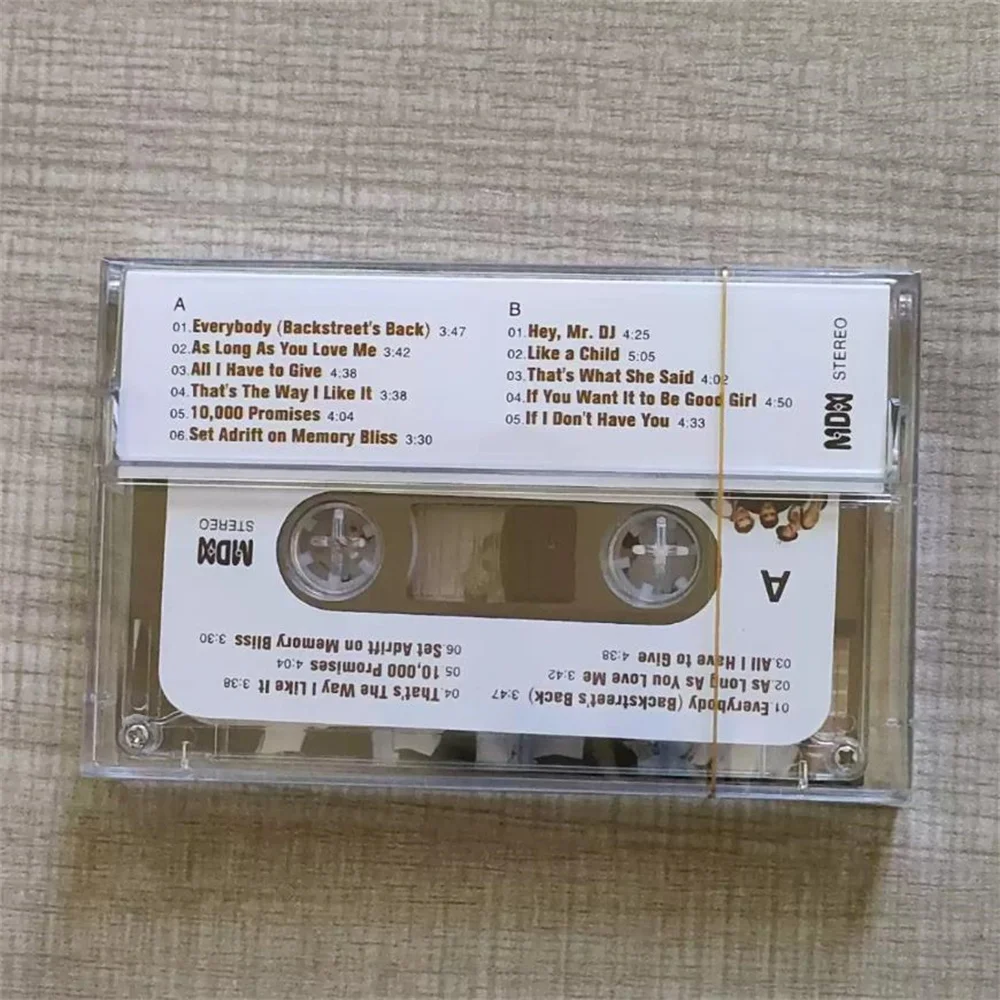 A
01.Everybody (Backstreet's Back) 3:47
02.As Long As You Love Me 3:42
03.All I Have to Give 4:38
04.That's The Way I Like It 3:38
05.10,000 Promises 4:04
06.Set Adrift on Memory Bliss 3:30
B
01.Hey, Mr. DJ 4:25
02.Like a Child 5:05
03.That's What She Said 4:02
04.If You Want It to Be Good Girl 4:50
05.If I Don't Have You 4:33
MDX STEREO
01.Everybody (Backstreet's Back) 3:47
02.As Long As You Love Me 3:42
03.All I Have to Give 4:38
04.That's The Way I Like It 3:38
05.10,000 Promises 4:04
06.Set Adrift on Memory Bliss 3:30
A
MDX
STEREO